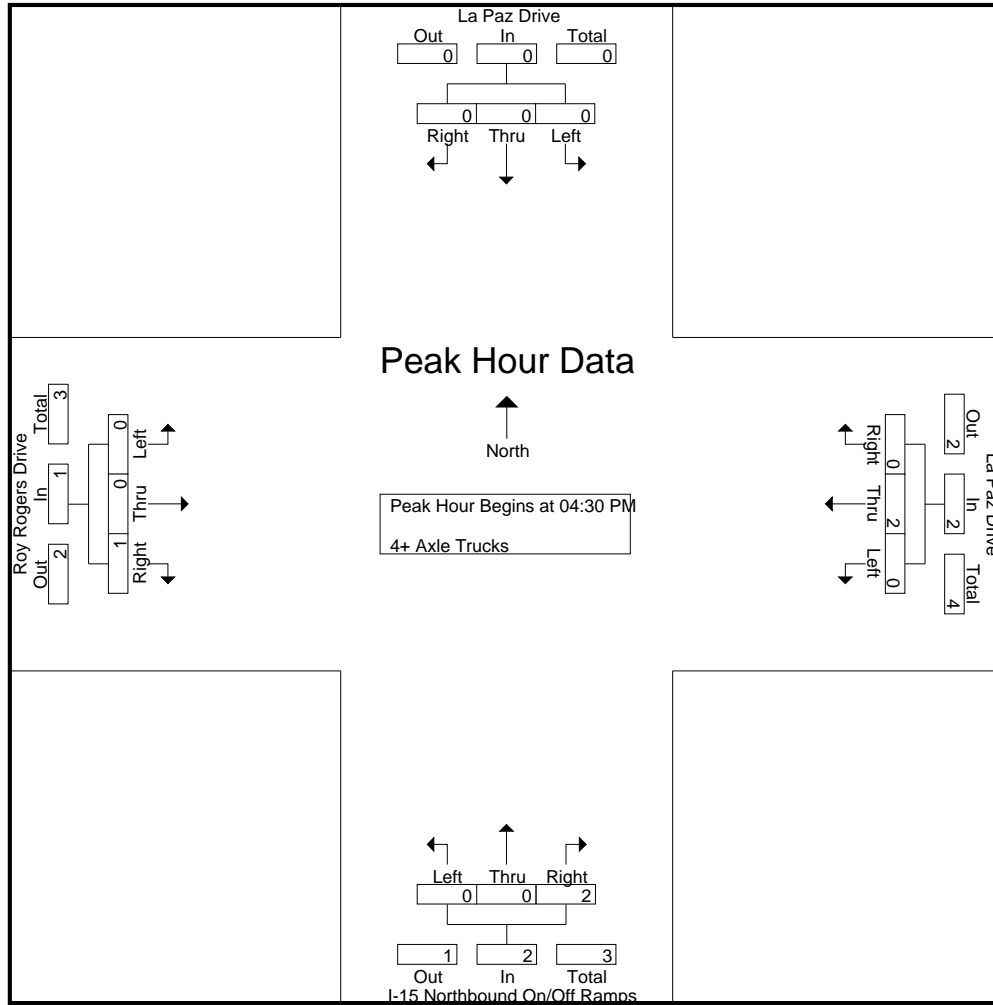 La Paz Drive
Out In Total
0 0 0
0 0 0
Right Thru Left
Peak Hour Data
North
Peak Hour Begins at 04:30 PM
4+ Axle Trucks
Roy Rogers Drive
Out In Total
2 1 3
1 0 0
Right Thru Left
La Paz Drive
Out In Total
2 2 4
0 2 0
Right Thru Left
Left Thru Right
0 0 2
1 2 3
Out In Total
I-15 Northbound On/Off Ramps